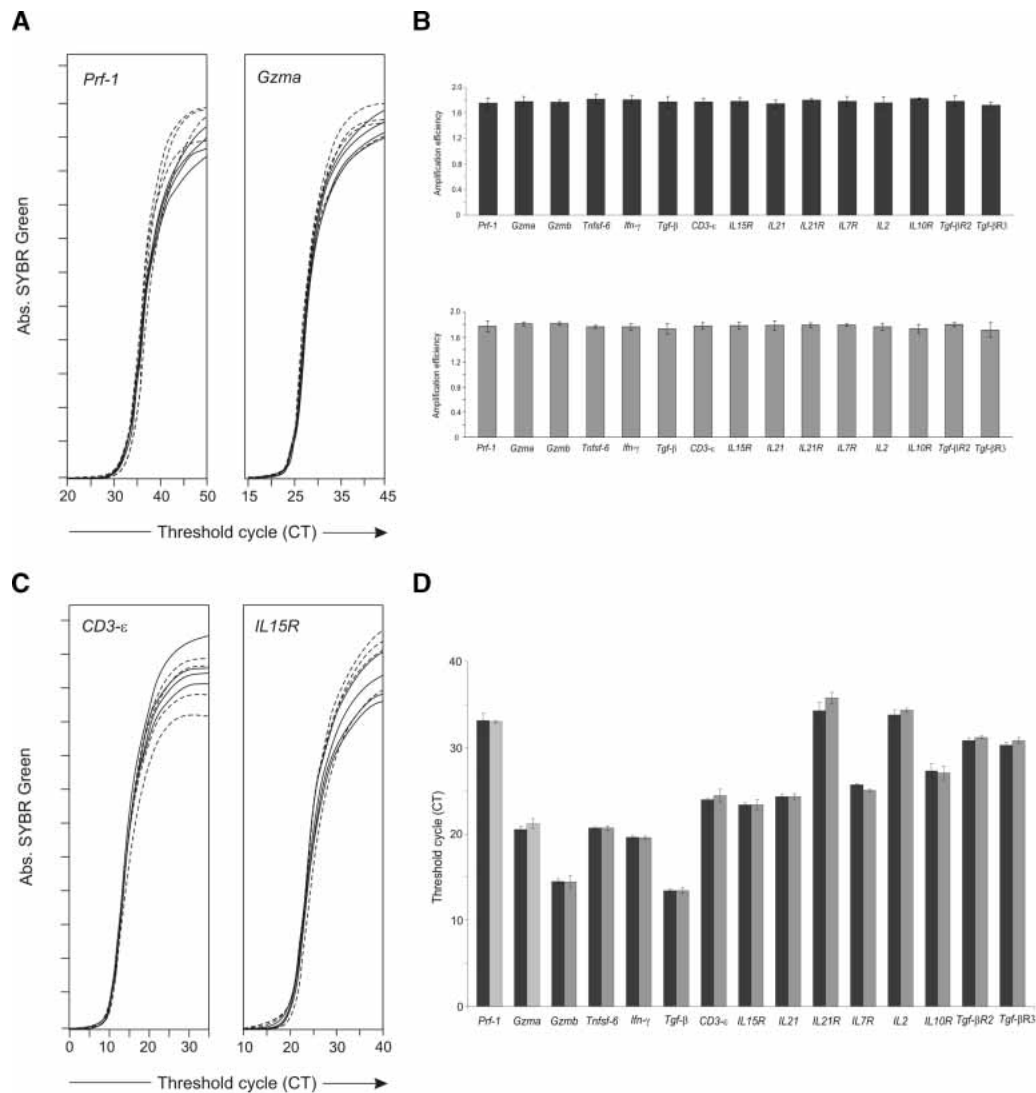 A
B
Prf-1
Gzma
Abs. SYBR Green
20 30 40 50
15 25 35 45
Threshold cycle (CT)
2.0
1.6
1.2
0.8
0.4
0
Amplification efficiency
Prf-1 Gzma Gzmb Tnfsf-6 Ifn-γ Tgf-β CD3-ε IL15R IL21 IL21R IL7R IL2 IL10R Tgf-βR2 Tgf-βR3
2.0
1.6
1.2
0.8
0.4
0
Amplification efficiency
Prf-1 Gzma Gzmb Tnfsf-6 Ifn-γ Tgf-β CD3-ε IL15R IL21 IL21R IL7R IL2 IL10R Tgf-βR2 Tgf-βR3
C
D
CD3-ε
IL15R
Abs. SYBR Green
0 10 20 30
10 20 30 40
Threshold cycle (CT)
40
30
20
10
0
Threshold cycle (CT)
Prf-1 Gzma Gzmb Tnfsf-6 Ifn-γ Tgf-β CD3-ε IL15R IL21 IL21R IL7R IL2 IL10R Tgf-βR2 Tgf-βR3